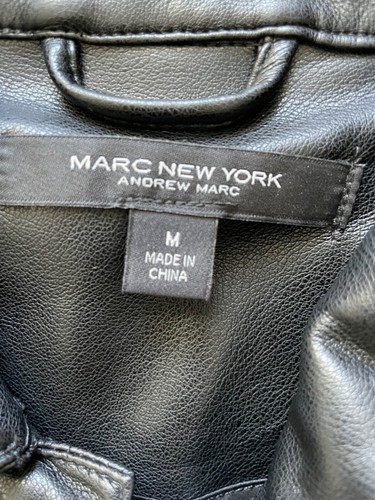 MARC NEW YORK
ANDREW MARC
M
MADE IN
CHINA